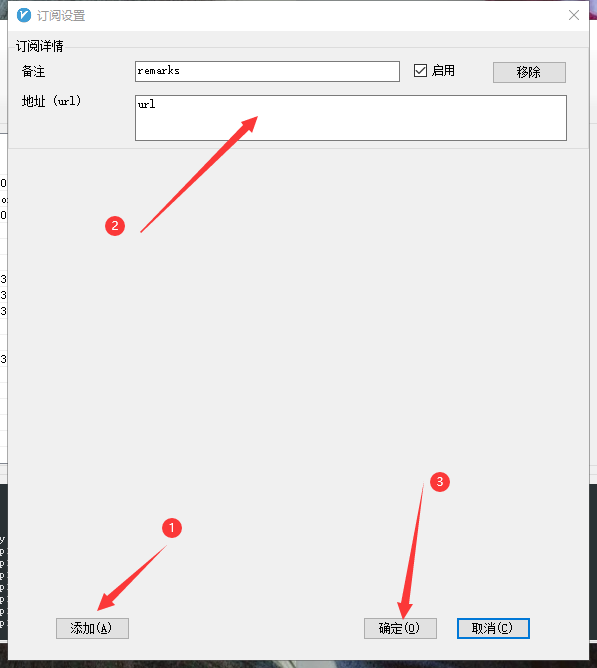 订阅设置
订阅详情
备注 remarks 启用 移除
地址 (url) url
2
3
1
添加(A) 确定(O) 取消(C)